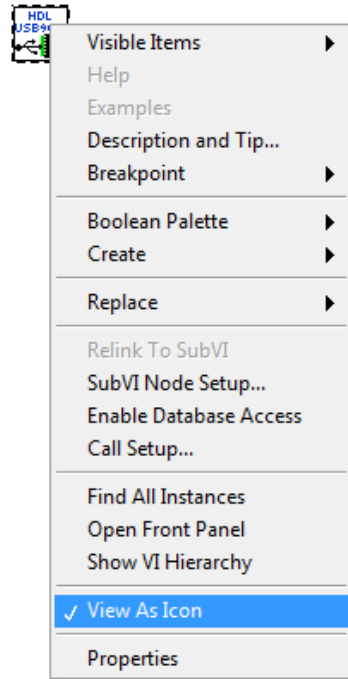 HDL
Visible Items
Help
Examples
Description and Tip...
Breakpoint
Boolean Palette
Create
Replace
Relink To SubVI
SubVI Node Setup...
Enable Database Access
Call Setup...
Find All Instances
Open Front Panel
Show VI Hierarchy
View As Icon
Properties